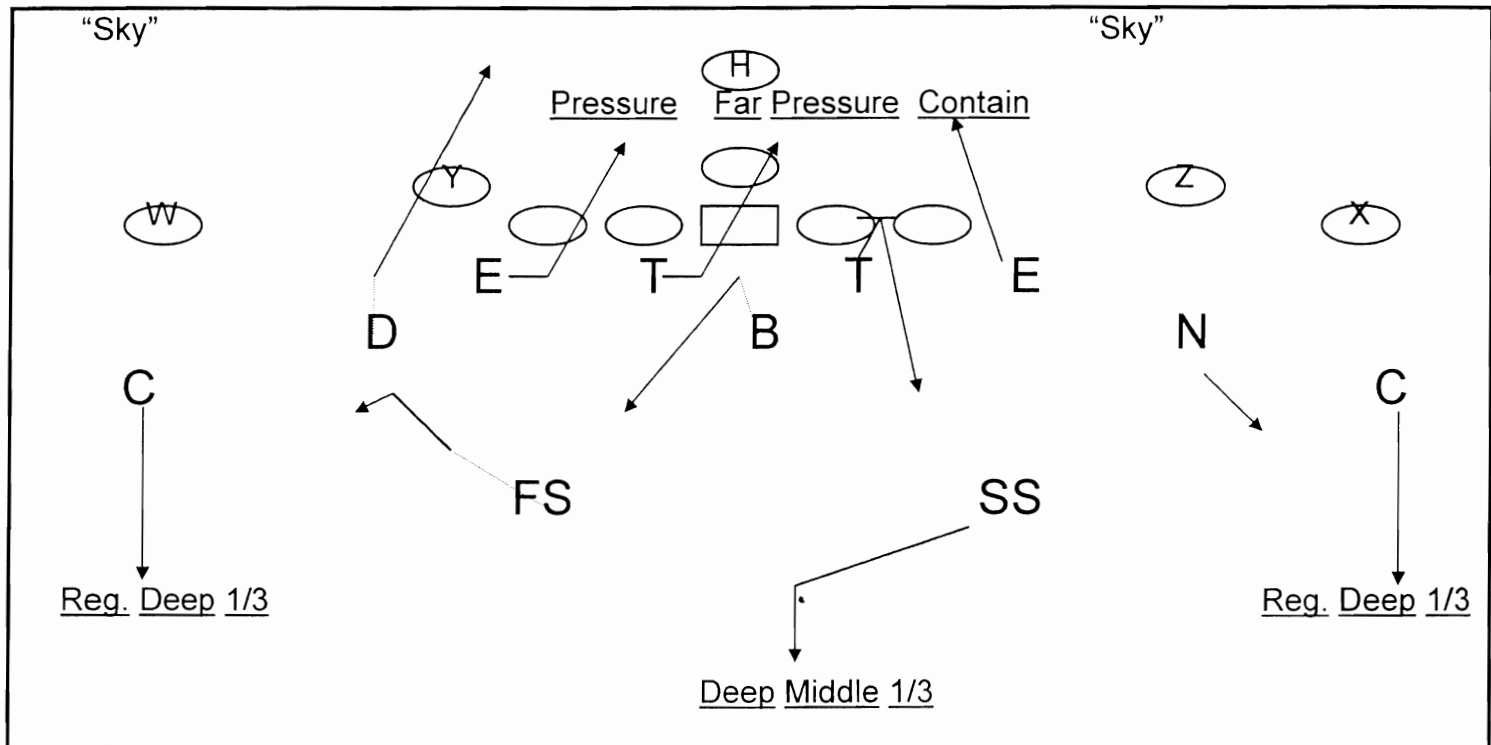 “Sky” “Sky”
H
Pressure Far Pressure Contain
Y Z
W X
E T T E
D B N
C C
FS SS
Reg. Deep 1/3 Reg. Deep 1/3
Deep Middle 1/3